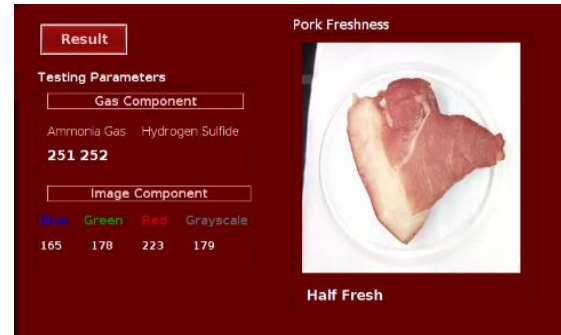 Result
Testing Parameters
Gas Component
Ammonia Gas Hydrogen Sulfide
251 252
Image Component
Blue Green Red Grayscale
165 178 223 179
Pork Freshness
Half Fresh